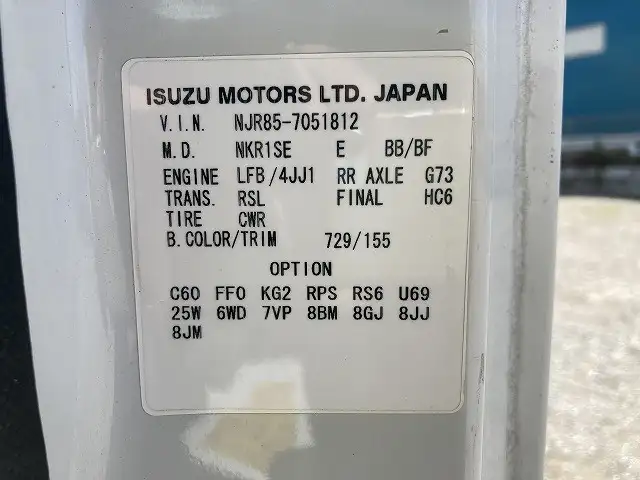 ISUZU MOTORS LTD. JAPAN
V.I.N. NJR85-7051812
M.D. NKR1SE E BB/BF
ENGINE LFB/4JJ1 RR AXLE G73
TRANS. RSL FINAL HC6
TIRE CWR
B.COLOR/TRIM 729/155
OPTION
C60 FF0 KG2 RPS RS6 U69
25W 6WD 7VP 8BM 8GJ 8JJ
8JM